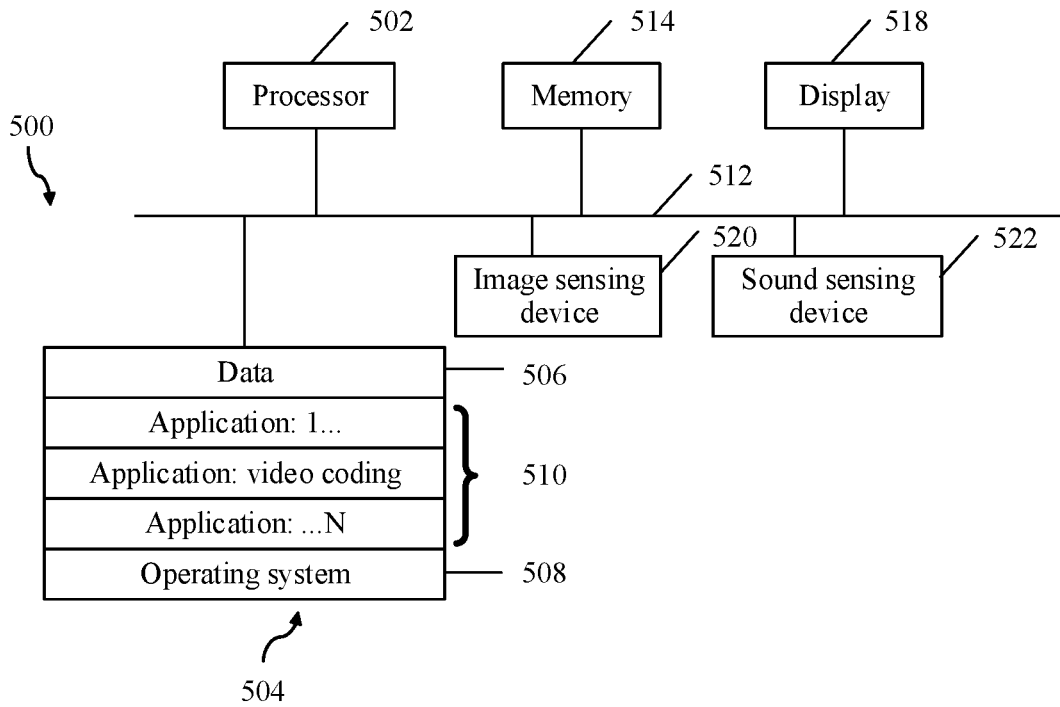 502
514
518
Processor
Memory
Display
500
512
520
522
Image sensing
device
Sound sensing
device
Data
506
Application: 1...
Application: video coding
510
Application: ...N
Operating system
508
504